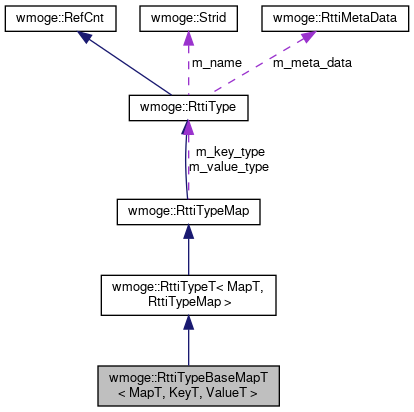 wmoge::RefCnt
wmoge::Strid
wmoge::RttiMetaData
m_name
m_meta_data
wmoge::RttiType
m_key_type
m_value_type
wmoge::RttiTypeMap
wmoge::RttiTypeT< MapT,
RttiTypeMap >
wmoge::RttiTypeBaseMapT
< MapT, KeyT, ValueT >